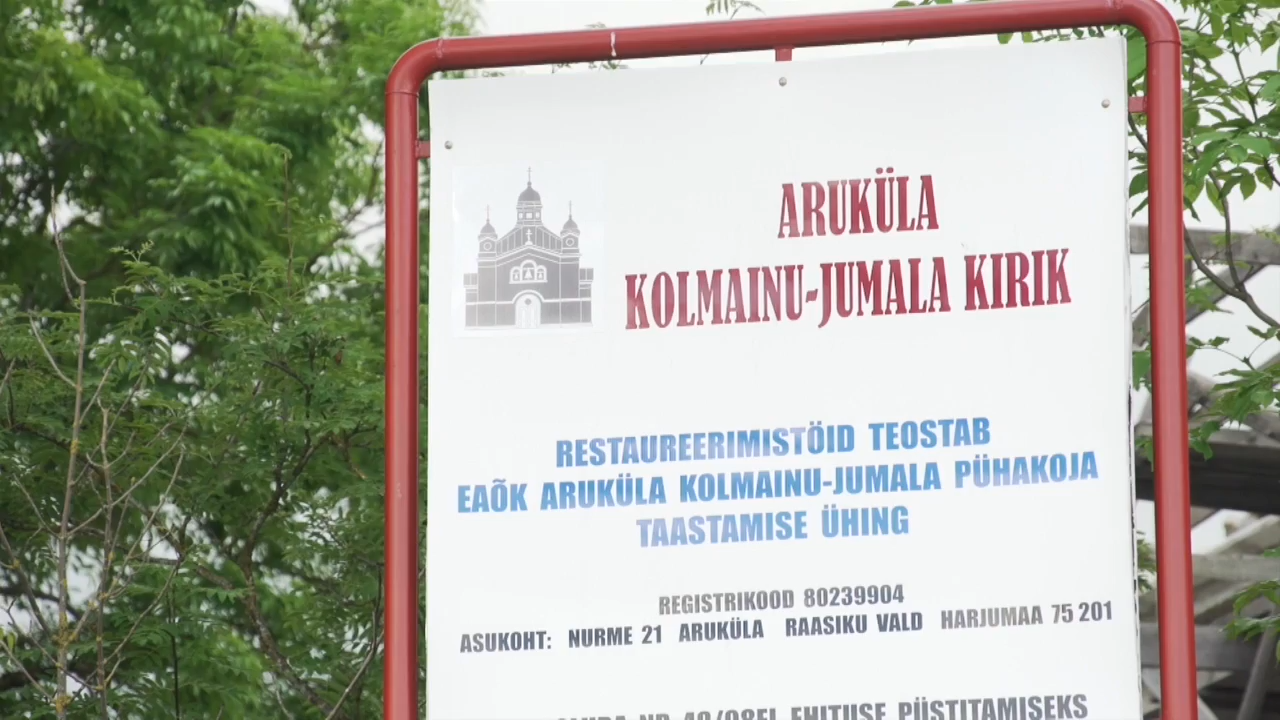 ARUKÜLA
KOLMAINU-JUMALA KIRIK
RESTAUREERIMISTÖID TEOSTAB
EAÕK ARUKÜLA KOLMAINU-JUMALA PÜHAKOJA
TAASTAMISE ÜHING
REGISTRIKOOD 80239904
ASUKOHT: NURME 21 ARUKÜLA RAASIKU VALD HARJUMAA 75 201
EHITUSE PÜSTITAMISEKS